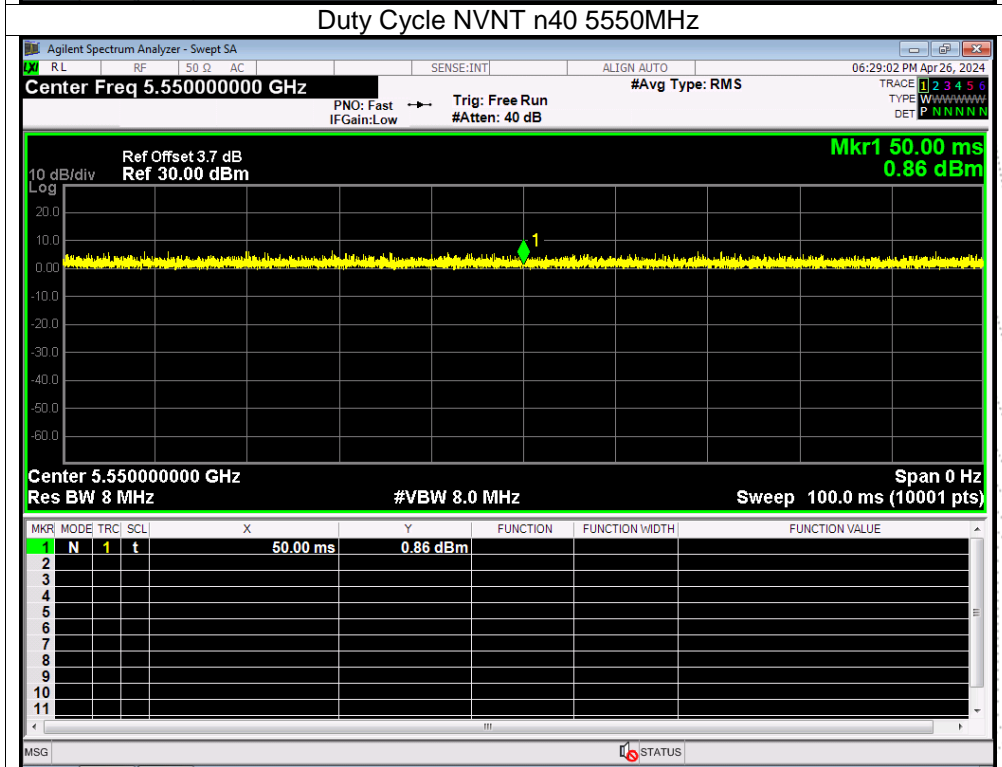 Duty Cycle NVNT n40 5550MHz
Agilent Spectrum Analyzer - Swept SA
LXI RL RF 50 Ω AC SENSE:INT ALIGN AUTO 06:29:02 PM Apr 26, 2024
Center Freq 5.550000000 GHz #Avg Type: RMS TRACE 1 2 3 4 5 6
PNO: Fast Trig: Free Run TYPE WWWWWW
IFGain:Low #Atten: 40 dB DET P N N N N N
Mkr1 50.00 ms
Ref Offset 3.7 dB
10 dB/div Ref 30.00 dBm 0.86 dBm
Log
20.0
10.0
1
0.00
-10.0
-20.0
-30.0
-40.0
-50.0
-60.0
Center 5.550000000 GHz Span 0 Hz
Res BW 8 MHz #VBW 8.0 MHz Sweep 100.0 ms (10001 pts)
MKR MODE TRC SCL X Y FUNCTION FUNCTION WIDTH FUNCTION VALUE
1 N 1 t 50.00 ms 0.86 dBm
2
3
4
5
6
7
8
9
10
11
MSG STATUS